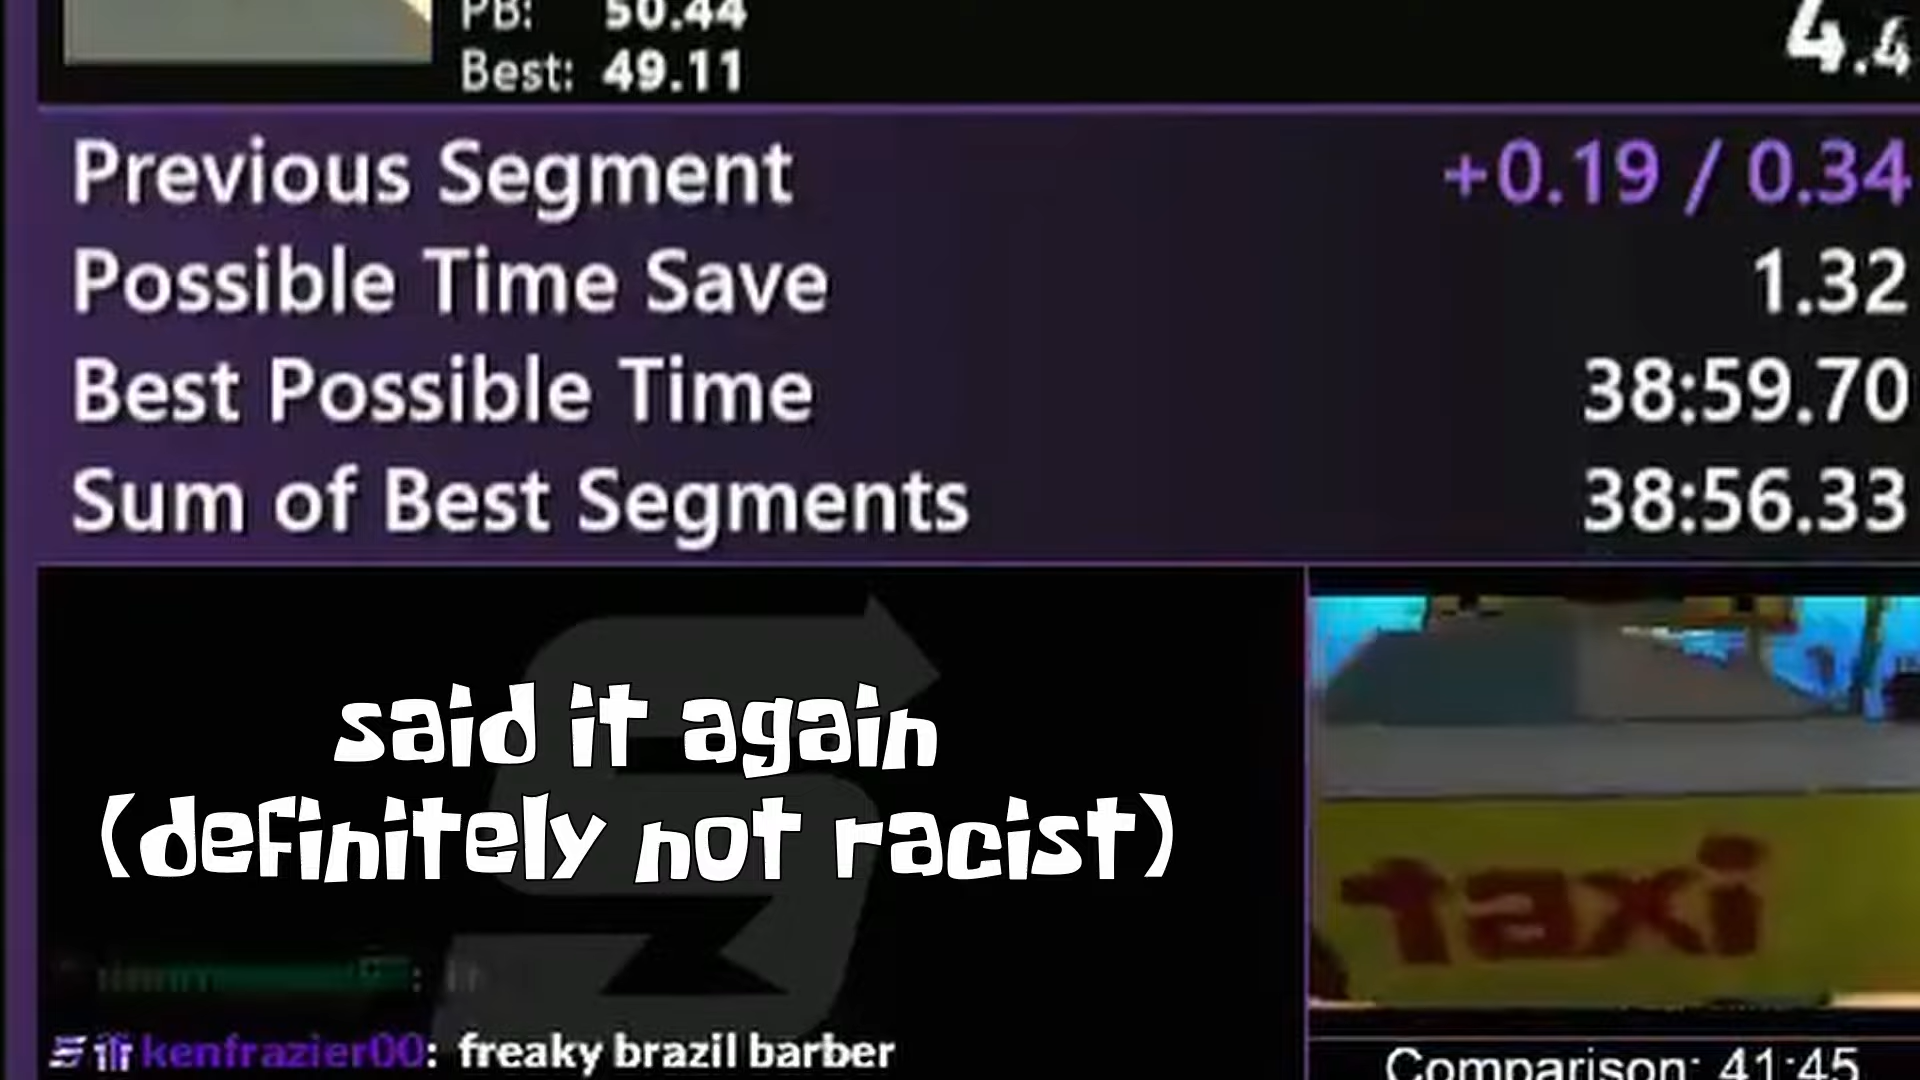 PB: 50.44
4.4
Best: 49.11
Previous Segment +0.19 / 0.34
Possible Time Save 1.32
Best Possible Time 38:59.70
Sum of Best Segments 38:56.33
said it again
(definitely not racist)
taxi
kenfrazier00: freaky brazil barber
Comparison: 41:45